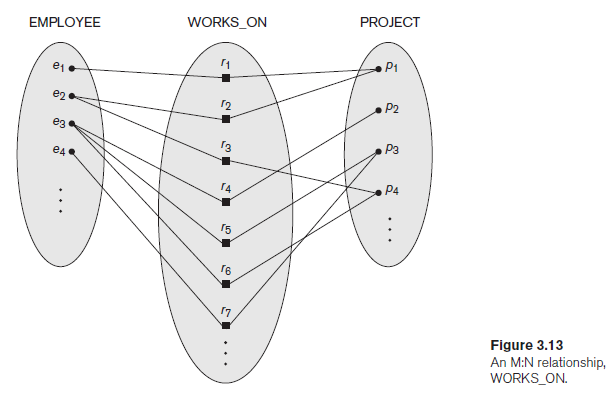 EMPLOYEE WORKS_ON PROJECT
e1 r1 p1
e2 r2 p2
e3 r3 p3
e4 r4 p4
r5
r6
r7
Figure 3.13
An M:N relationship,
WORKS_ON.